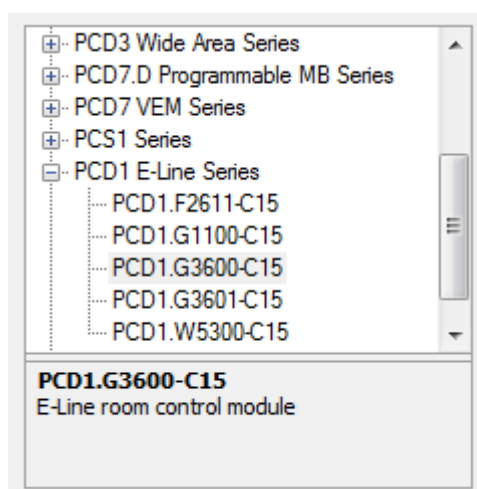 PCD3 Wide Area Series
PCD7.D Programmable MB Series
PCD7 VEM Series
PCS1 Series
PCD1 E-Line Series
PCD1.F2611-C15
PCD1.G1100-C15
PCD1.G3600-C15
PCD1.G3601-C15
PCD1.W5300-C15
PCD1.G3600-C15
E-Line room control module